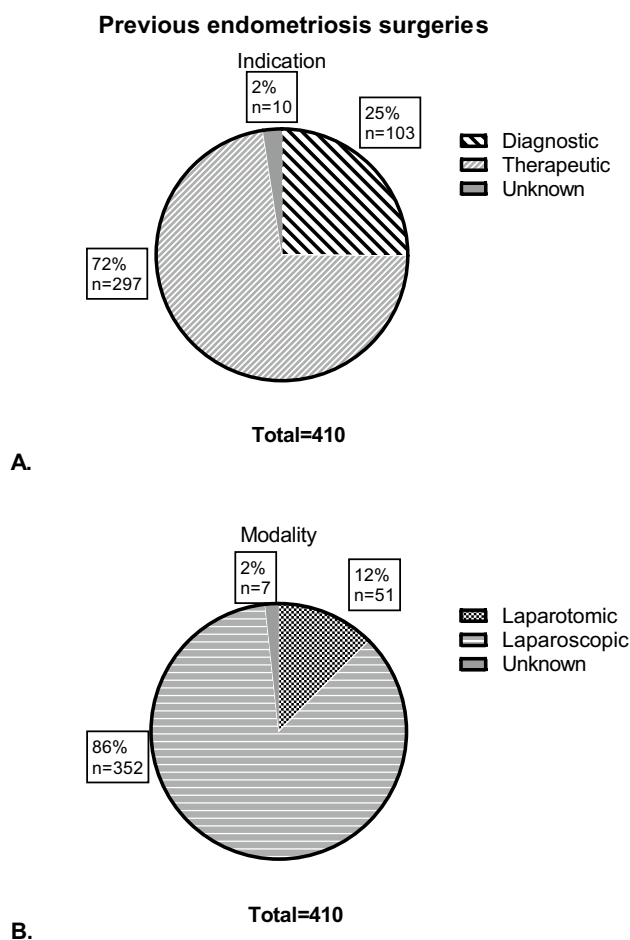 Previous endometriosis surgeries
Indication
2%
n=10
25%
n=103
Diagnostic
Therapeutic
Unknown
72%
n=297
Total=410
A.
Modality
2%
n=7
12%
n=51
Laparotomic
Laparoscopic
Unknown
86%
n=352
Total=410
B.